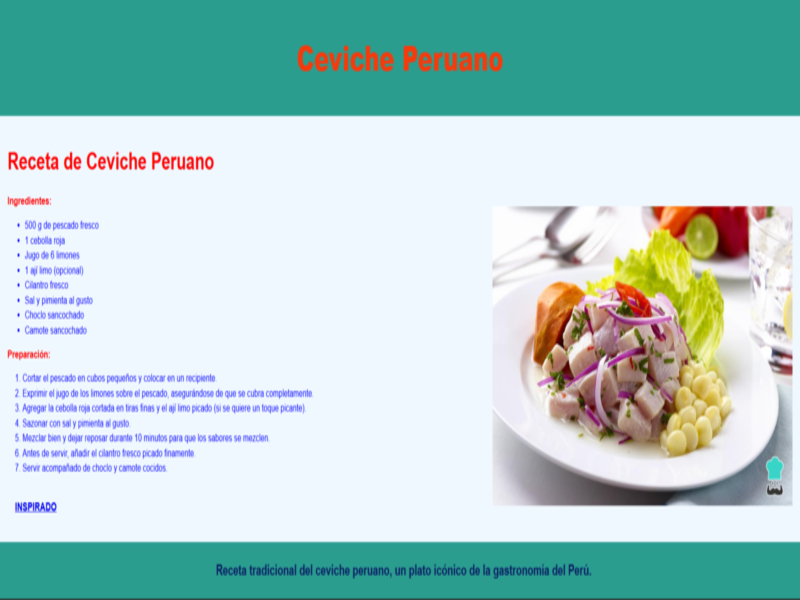 Ceviche Peruano
Receta de Ceviche Peruano
Ingredientes:
• 500 g de pescado fresco
• 1 cebolla roja
• Jugo de 6 limones
• 1 ají limo (opcional)
• Cilantro fresco
• Sal y pimienta al gusto
• Choclo sancochado
• Camote sancochado
Preparación:
1. Cortar el pescado en cubos pequeños y colocar en un recipiente.
2. Exprimir el jugo de los limones sobre el pescado, asegurándose de que se cubra completamente.
3. Agregar la cebolla roja cortada en tiras finas y el ají limo picado (si se quiere un toque picante).
4. Sazonar con sal y pimienta al gusto.
5. Mezclar bien y dejar reposar durante 10 minutos para que los sabores se mezclen.
6. Antes de servir, añadir el cilantro fresco picado finamente.
7. Servir acompañado de choclo y camote cocidos.
INSPIRADO
Receta tradicional del ceviche peruano, un plato icónico de la gastronomia del Perú.